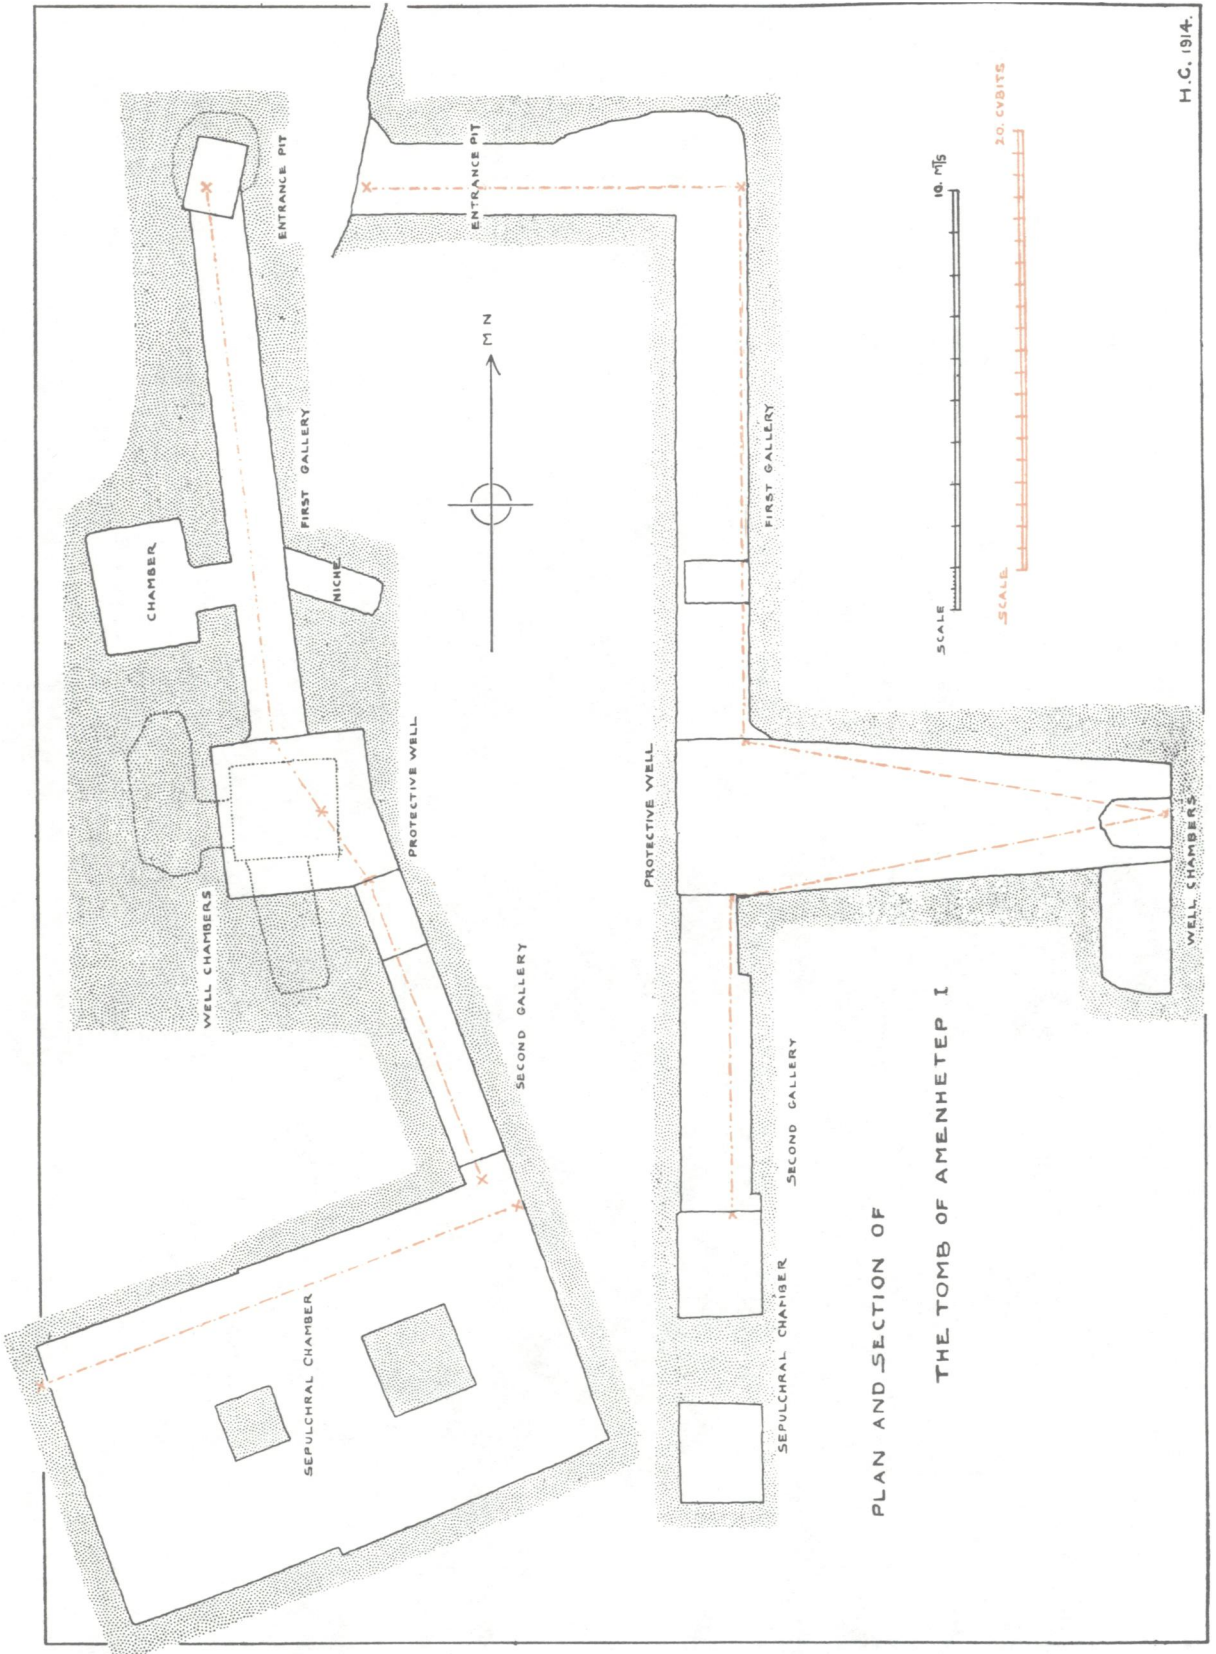 H.C. 1914.
ENTRANCE PIT
ENTRANCE PIT
10. MTS
20. CVBITS
M N
FIRST GALLERY
FIRST GALLERY
CHAMBER
NICHE
SCALE
SCALE
PROTECTIVE WELL
PROTECTIVE WELL
WELL CHAMBERS
WELL CHAMBERS
SECOND GALLERY
SECOND GALLERY
SEPULCHRAL CHAMBER
SEPULCHRAL CHAMBER
PLAN AND SECTION OF
THE TOMB OF AMENHETEP I